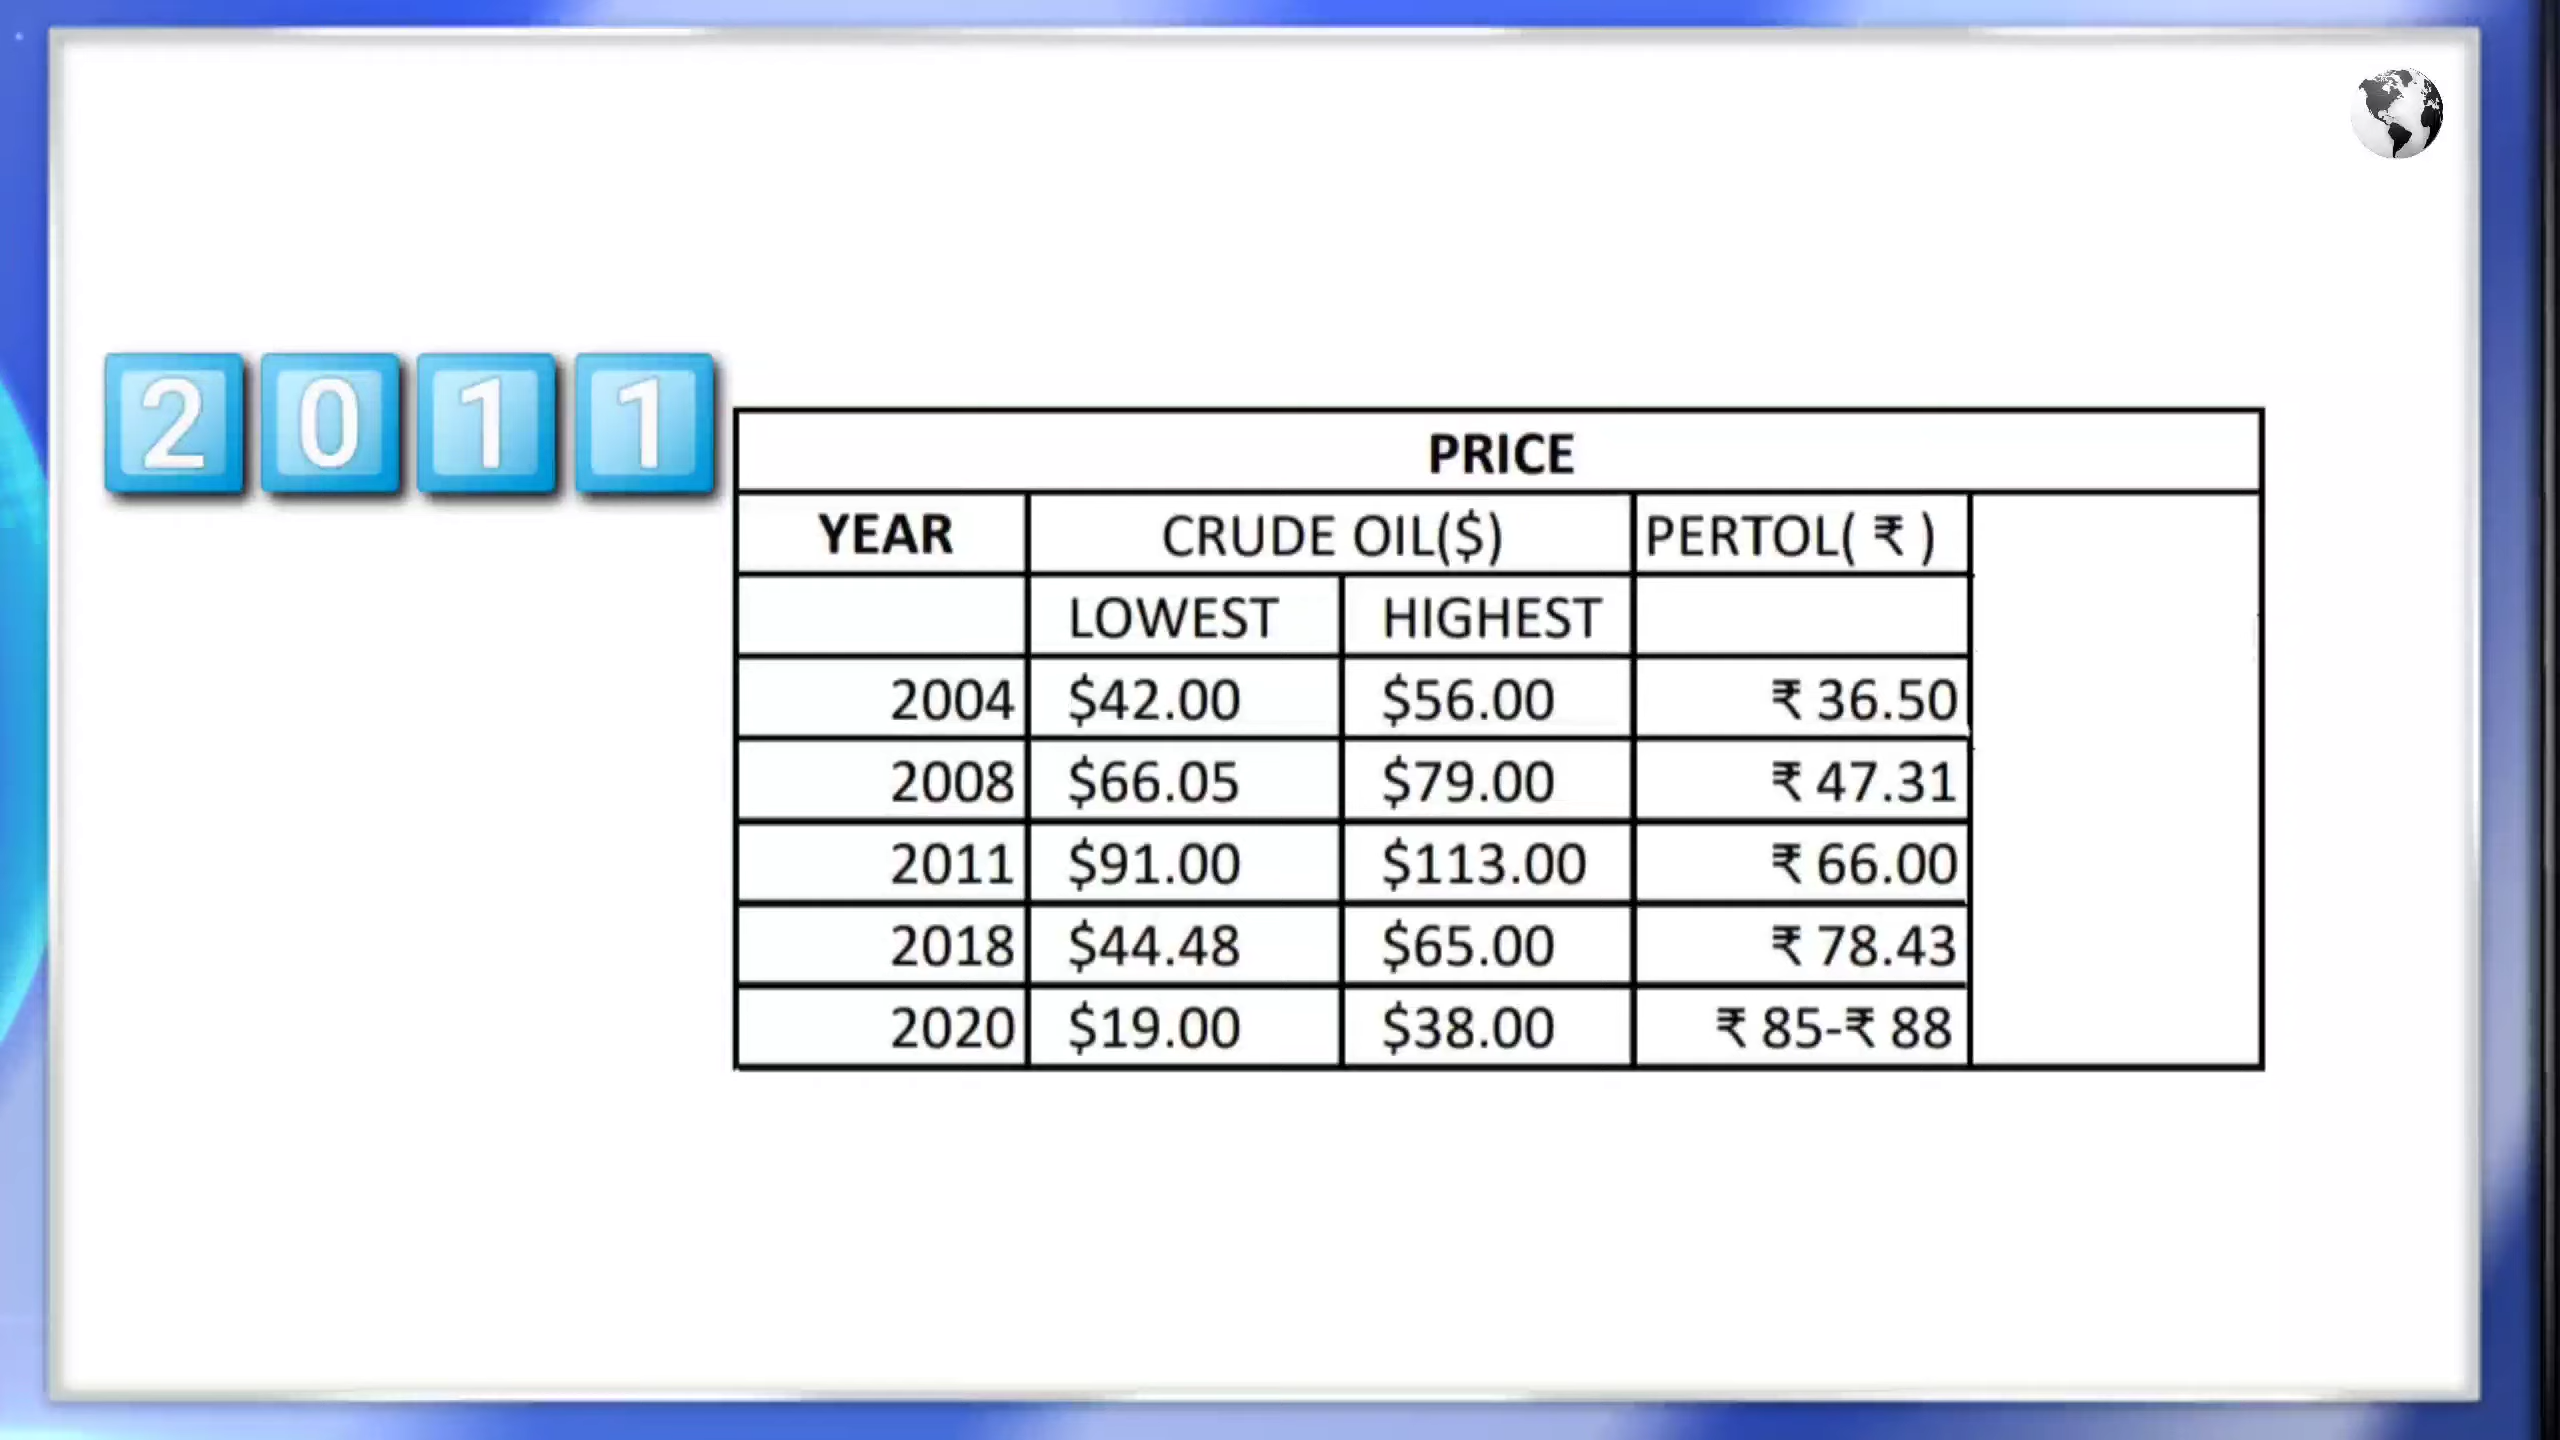 2011
PRICE
YEAR CRUDE OIL($) PERTOL( ₹ )
LOWEST HIGHEST
2004 $42.00 $56.00 ₹ 36.50
2008 $66.05 $79.00 ₹ 47.31
2011 $91.00 $113.00 ₹ 66.00
2018 $44.48 $65.00 ₹ 78.43
2020 $19.00 $38.00 ₹ 85-₹ 88